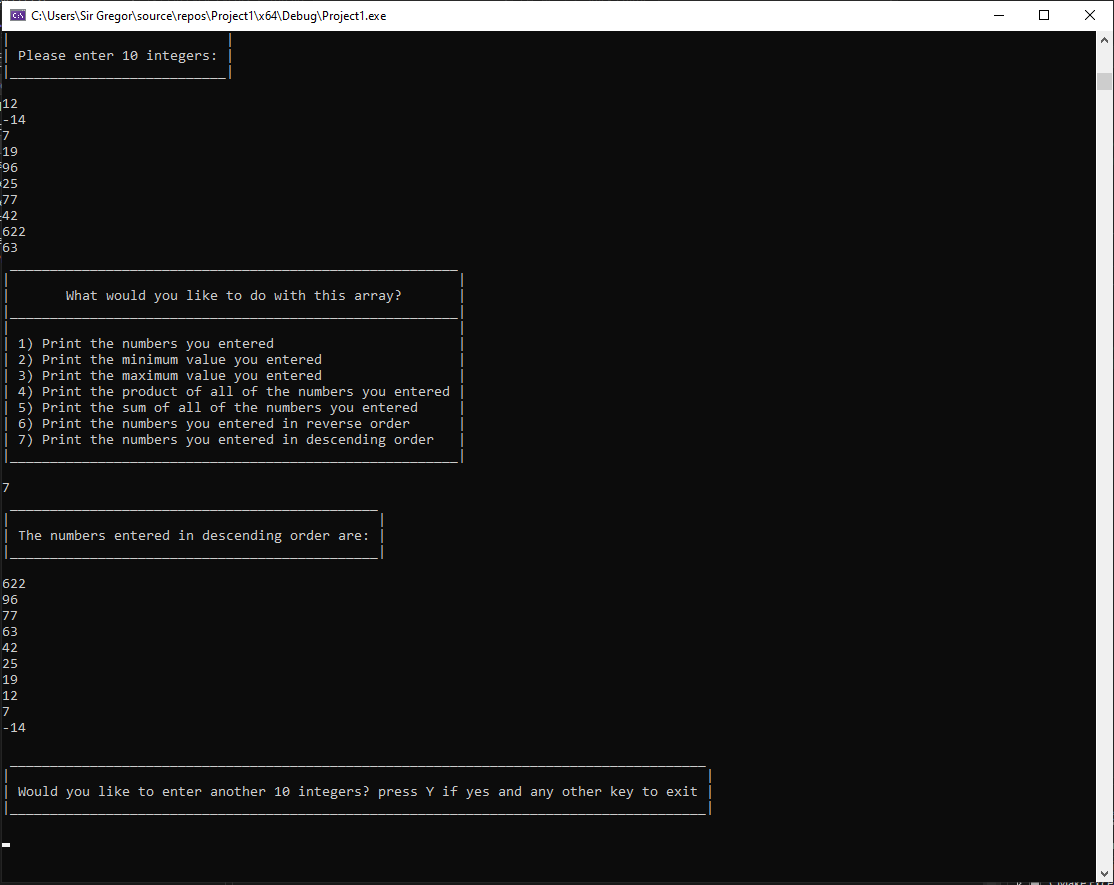 C:\Users\Sir Gregor\source\repos\Project1\x64\Debug\Project1.exe
Please enter 10 integers:
12
-14
7
19
96
25
77
42
622
63
What would you like to do with this array?
1) Print the numbers you entered
2) Print the minimum value you entered
3) Print the maximum value you entered
4) Print the product of all of the numbers you entered
5) Print the sum of all of the numbers you entered
6) Print the numbers you entered in reverse order
7) Print the numbers you entered in descending order
7
The numbers entered in descending order are:
622
96
77
63
42
25
19
12
7
-14
Would you like to enter another 10 integers? press Y if yes and any other key to exit